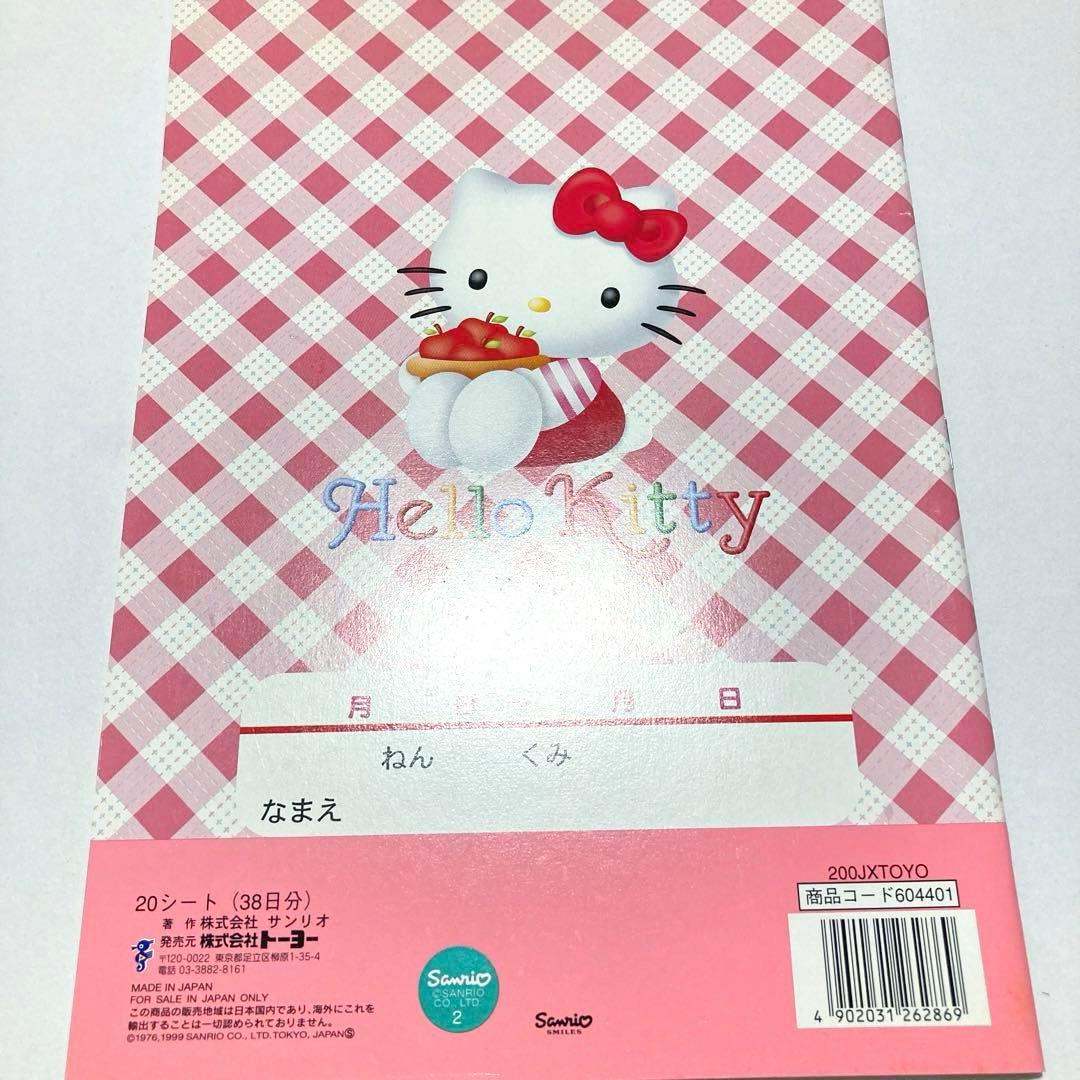 Hello Kitty
月 日 月 日
ねん くみ
なまえ
20シート（38日分）
著 作 株式会社 サンリオ
発売元 株式会社トーヨー
〒120-0022 東京都足立区柳原1-35-4
電話 03-3882-8161
MADE IN JAPAN
FOR SALE IN JAPAN ONLY
この商品の販売地域は日本国内であり、海外にこれを
輸出することは一切認められておりません。
©1976,1999 SANRIO CO., LTD.TOKYO, JAPANⓈ
Sanrio
©SANRIO
CO., LTD.
2
Sanrio
SMILES
200JXTOYO
商品コード604401
4 902031 262869